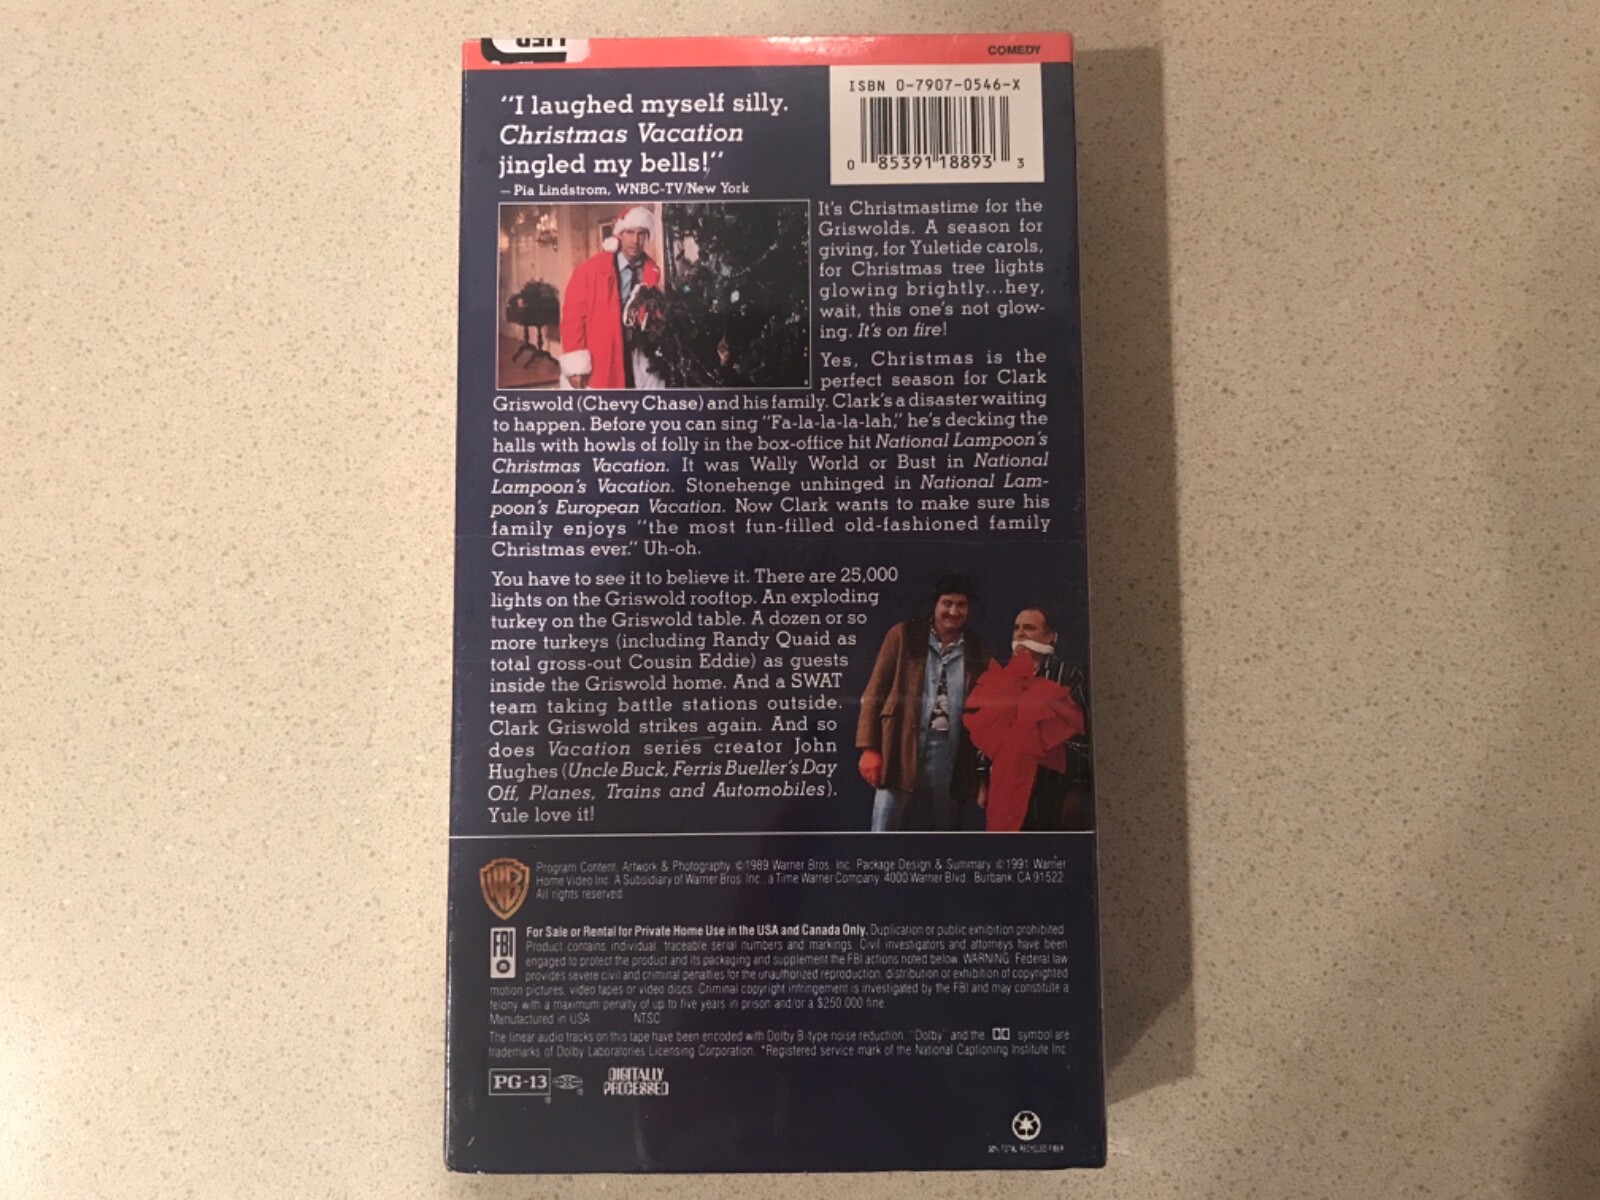 COMEDY
ISBN 0-7907-0546-X
0 85391 18893 3
"I laughed myself silly.
Christmas Vacation
jingled my bells!"
– Pia Lindstrom, WNBC-TV/New York
It's Christmastime for the
Griswolds. A season for
giving, for Yuletide carols,
for Christmas tree lights
glowing brightly...hey,
wait, this one's not glow-
ing. It's on fire!
Yes, Christmas is the
perfect season for Clark
Griswold (Chevy Chase) and his family. Clark's a disaster waiting
to happen. Before you can sing "Fa-la-la-la-lah," he's decking the
halls with howls of folly in the box-office hit National Lampoon's
Christmas Vacation. It was Wally World or Bust in National
Lampoon's Vacation. Stonehenge unhinged in National Lam-
poon's European Vacation. Now Clark wants to make sure his
family enjoys "the most fun-filled old-fashioned family
Christmas ever." Uh-oh.
You have to see it to believe it. There are 25,000
lights on the Griswold rooftop. An exploding
turkey on the Griswold table. A dozen or so
more turkeys (including Randy Quaid as
total gross-out Cousin Eddie) as guests
inside the Griswold home. And a SWAT
team taking battle stations outside.
Clark Griswold strikes again. And so
does Vacation series creator John
Hughes (Uncle Buck, Ferris Bueller's Day
Off, Planes, Trains and Automobiles).
Yule love it!
WB
Program Content, Artwork & Photography ©1989 Warner Bros. Inc. Package Design & Summary © 1991 Warner
Home Video Inc. A Subsidiary of Warner Bros. Inc., a Time Warner Company. 4000 Warner Blvd., Burbank, CA 91522.
All rights reserved.
FBI
For Sale or Rental for Private Home Use in the USA and Canada Only. Duplication or public exhibition prohibited.
Product contains individual, traceable serial numbers and markings. Civil investigators and attorneys have been
engaged to protect the product and its packaging and supplement the FBI actions noted below. WARNING: Federal law
provides severe civil and criminal penalties for the unauthorized reproduction, distribution or exhibition of copyrighted
motion pictures, video tapes or video discs. Criminal copyright infringement is investigated by the FBI and may constitute a
felony with a maximum penalty of up to five years in prison and/or a $250,000 fine.
Manufactured in USA NTSC
The linear audio tracks on this tape have been encoded with Dolby B-type noise reduction. "Dolby" and the symbol are
trademarks of Dolby Laboratories Licensing Corporation. *Registered service mark of the National Captioning Institute Inc.
PG-13 ®
DIGITALLY
PROCESSED
TOTAL RECYCLED FIBER